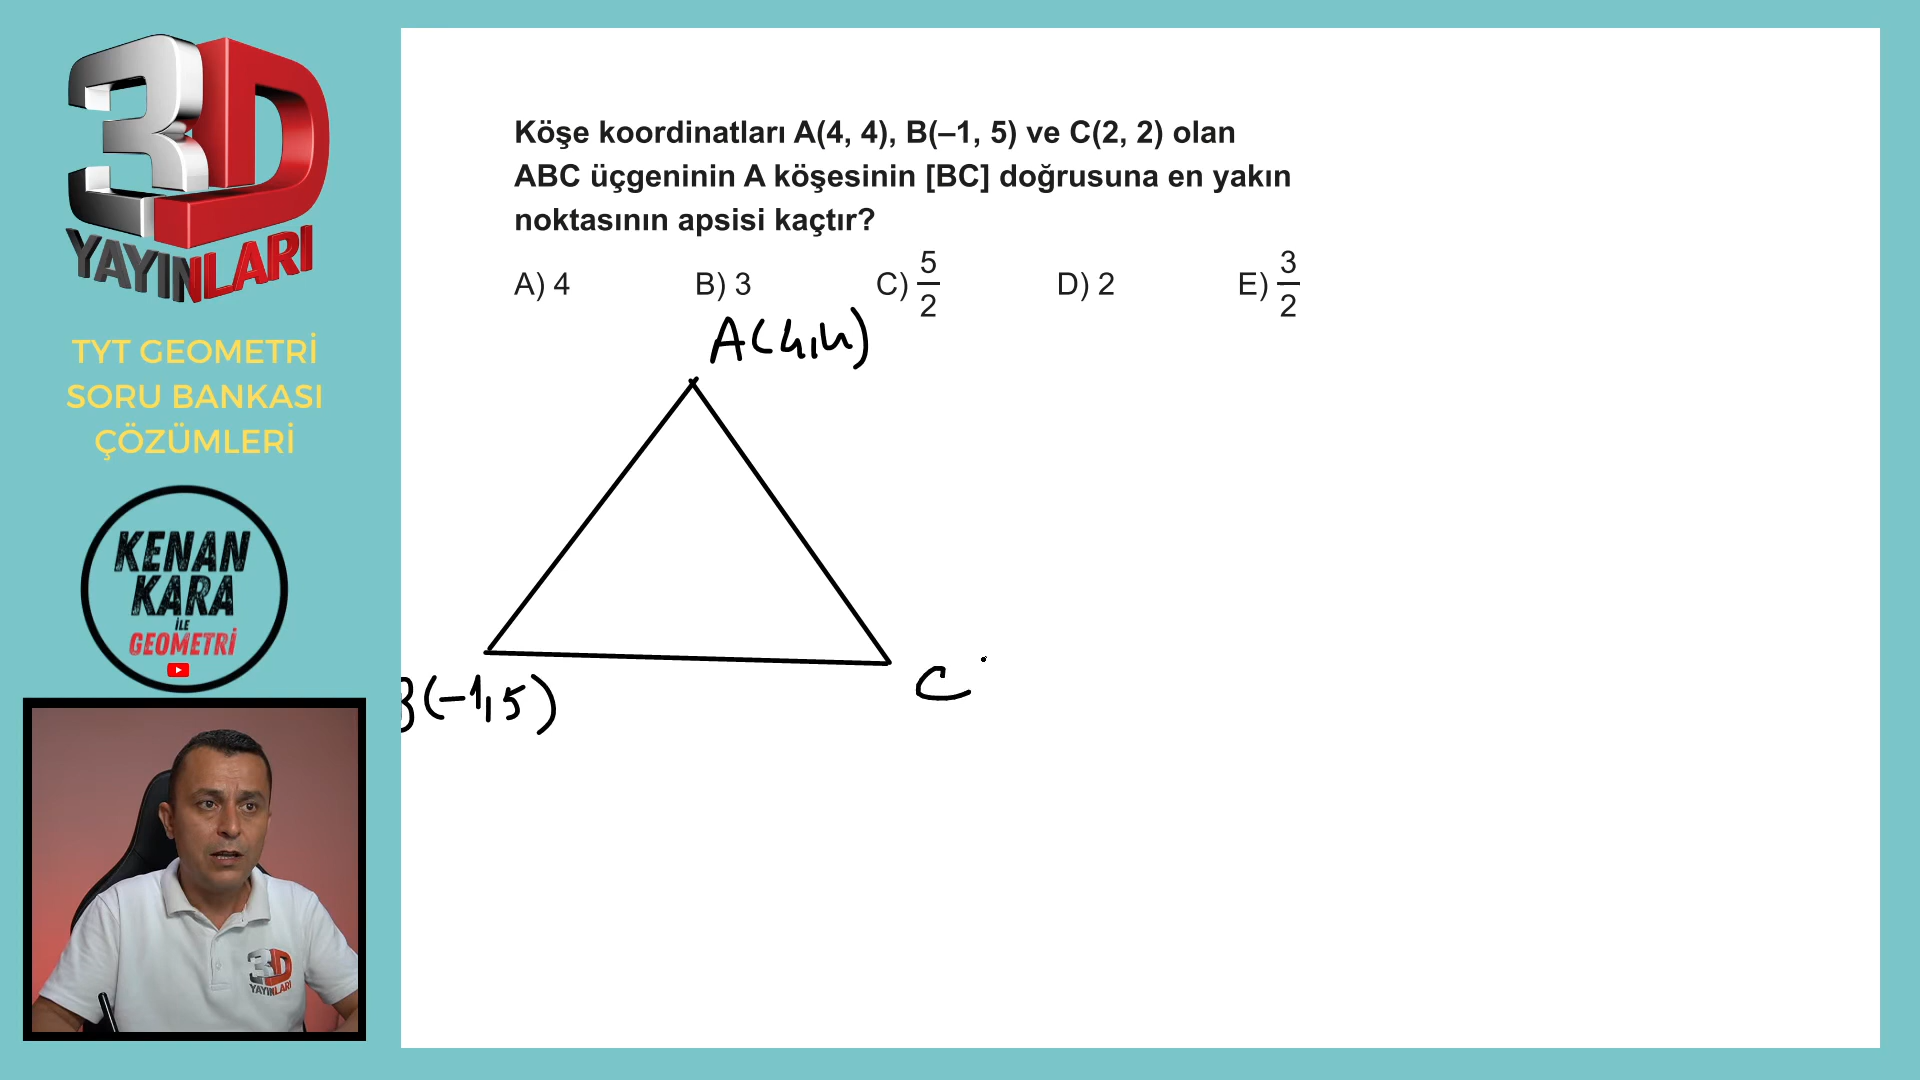 3D
YAYINLARI
TYT GEOMETRİ
SORU BANKASI
ÇÖZÜMLERİ
KENAN
KARA
İLE
GEOMETRİ
3D
YAYINLARI
Köşe koordinatları A(4, 4), B(–1, 5) ve C(2, 2) olan
ABC üçgeninin A köşesinin [BC] doğrusuna en yakın
noktasının apsisi kaçtır?
A) 4 B) 3 C) 5/2 D) 2 E) 3/2
A(4,4)
B(-1,5)
C